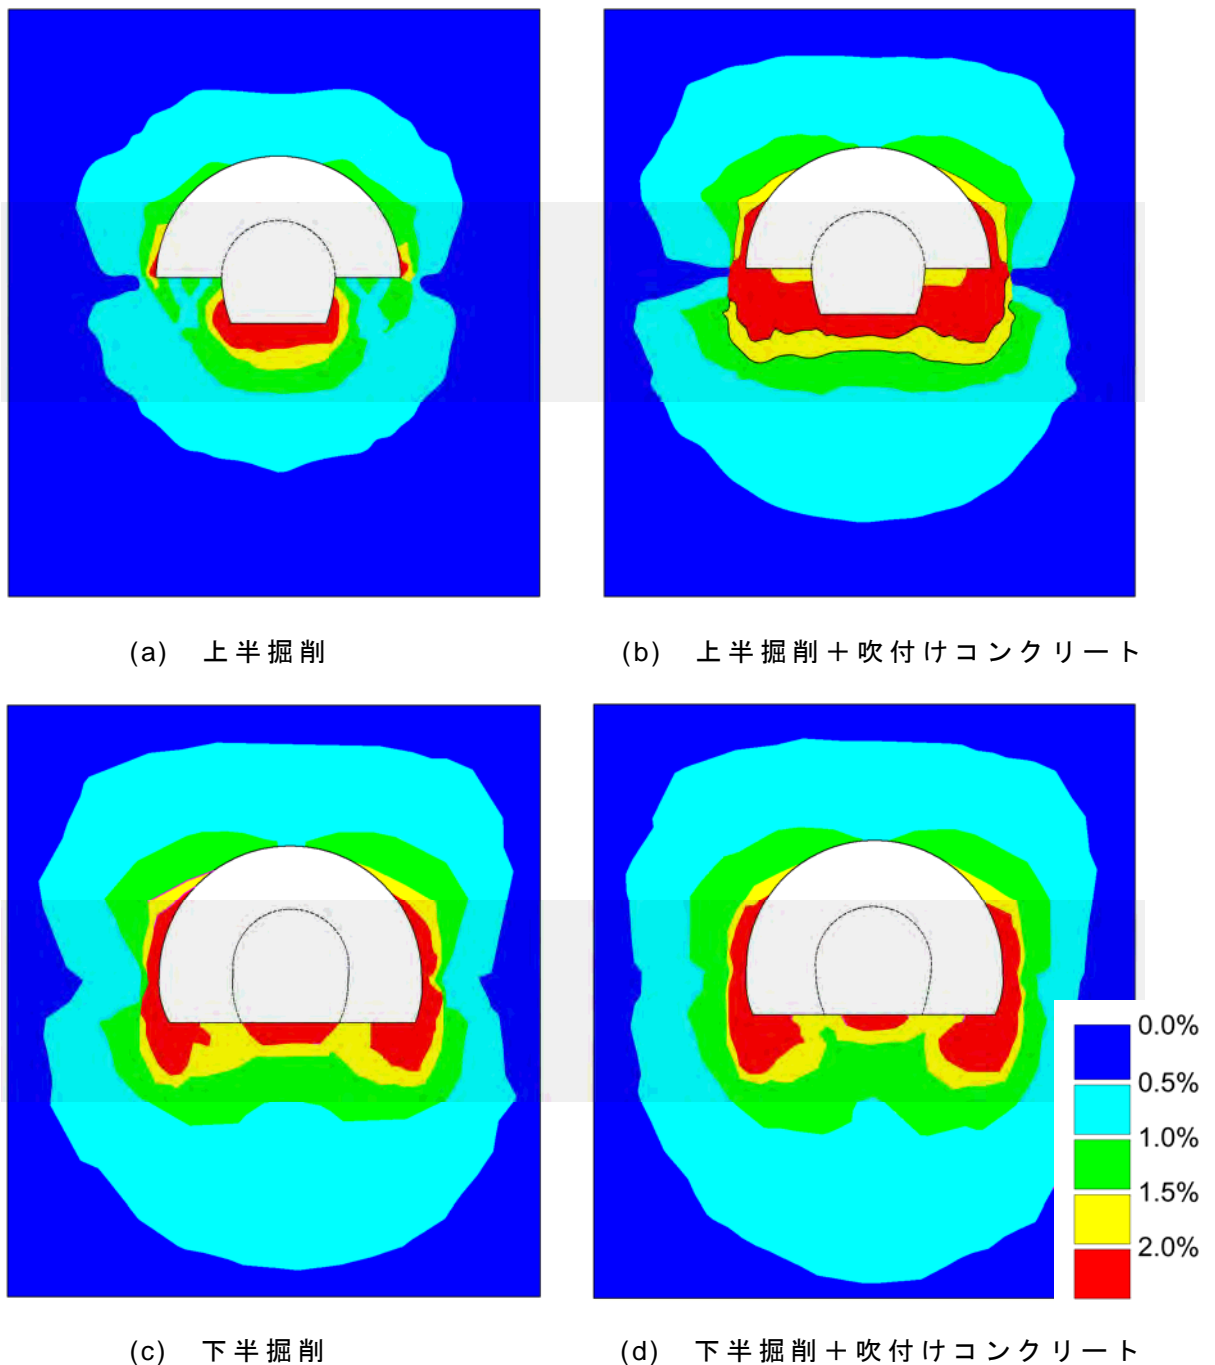 (a) 上半掘削
(b) 上半掘削＋吹付けコンクリート
0.0%
0.5%
1.0%
1.5%
2.0%
(c) 下半掘削
(d) 下半掘削＋吹付けコンクリート